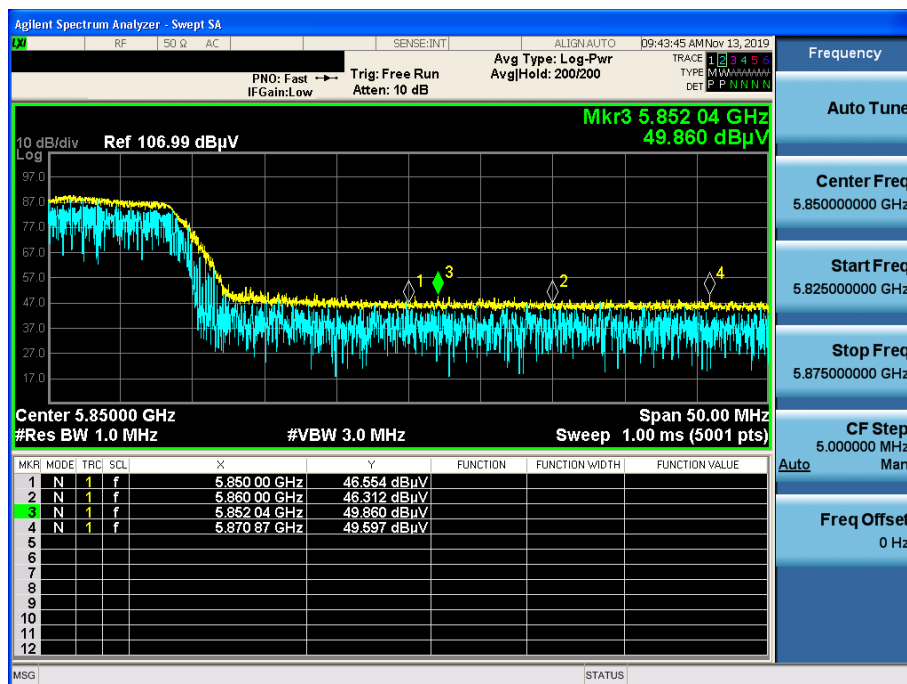 Agilent Spectrum Analyzer - Swept SA
LXI RF 50 Ω AC SENSE:INT ALIGN AUTO 09:43:45 AM Nov 13, 2019
PNO: Fast Trig: Free Run Avg Type: Log-Pwr TRACE 1 2 3 4 5 6
IFGain:Low Atten: 10 dB Avg|Hold: 200/200 TYPE M W
DET P P N N N N
Mkr3 5.852 04 GHz
49.860 dBµV
10 dB/div Ref 106.99 dBµV
Log
97.0
87.0
77.0
67.0
57.0
47.0
37.0
27.0
17.0
1 3 2 4
Center 5.85000 GHz Span 50.00 MHz
#Res BW 1.0 MHz #VBW 3.0 MHz Sweep 1.00 ms (5001 pts)
MKR MODE TRC SCL X Y FUNCTION FUNCTION WIDTH FUNCTION VALUE
1 N 1 f 5.850 00 GHz 46.554 dBµV
2 N 1 f 5.860 00 GHz 46.312 dBµV
3 N 1 f 5.852 04 GHz 49.860 dBµV
4 N 1 f 5.870 87 GHz 49.597 dBµV
5
6
7
8
9
10
11
12
MSG STATUS
Frequency
Auto Tune
Center Freq
5.850000000 GHz
Start Freq
5.825000000 GHz
Stop Freq
5.875000000 GHz
CF Step
5.000000 MHz
Auto Man
Freq Offset
0 Hz